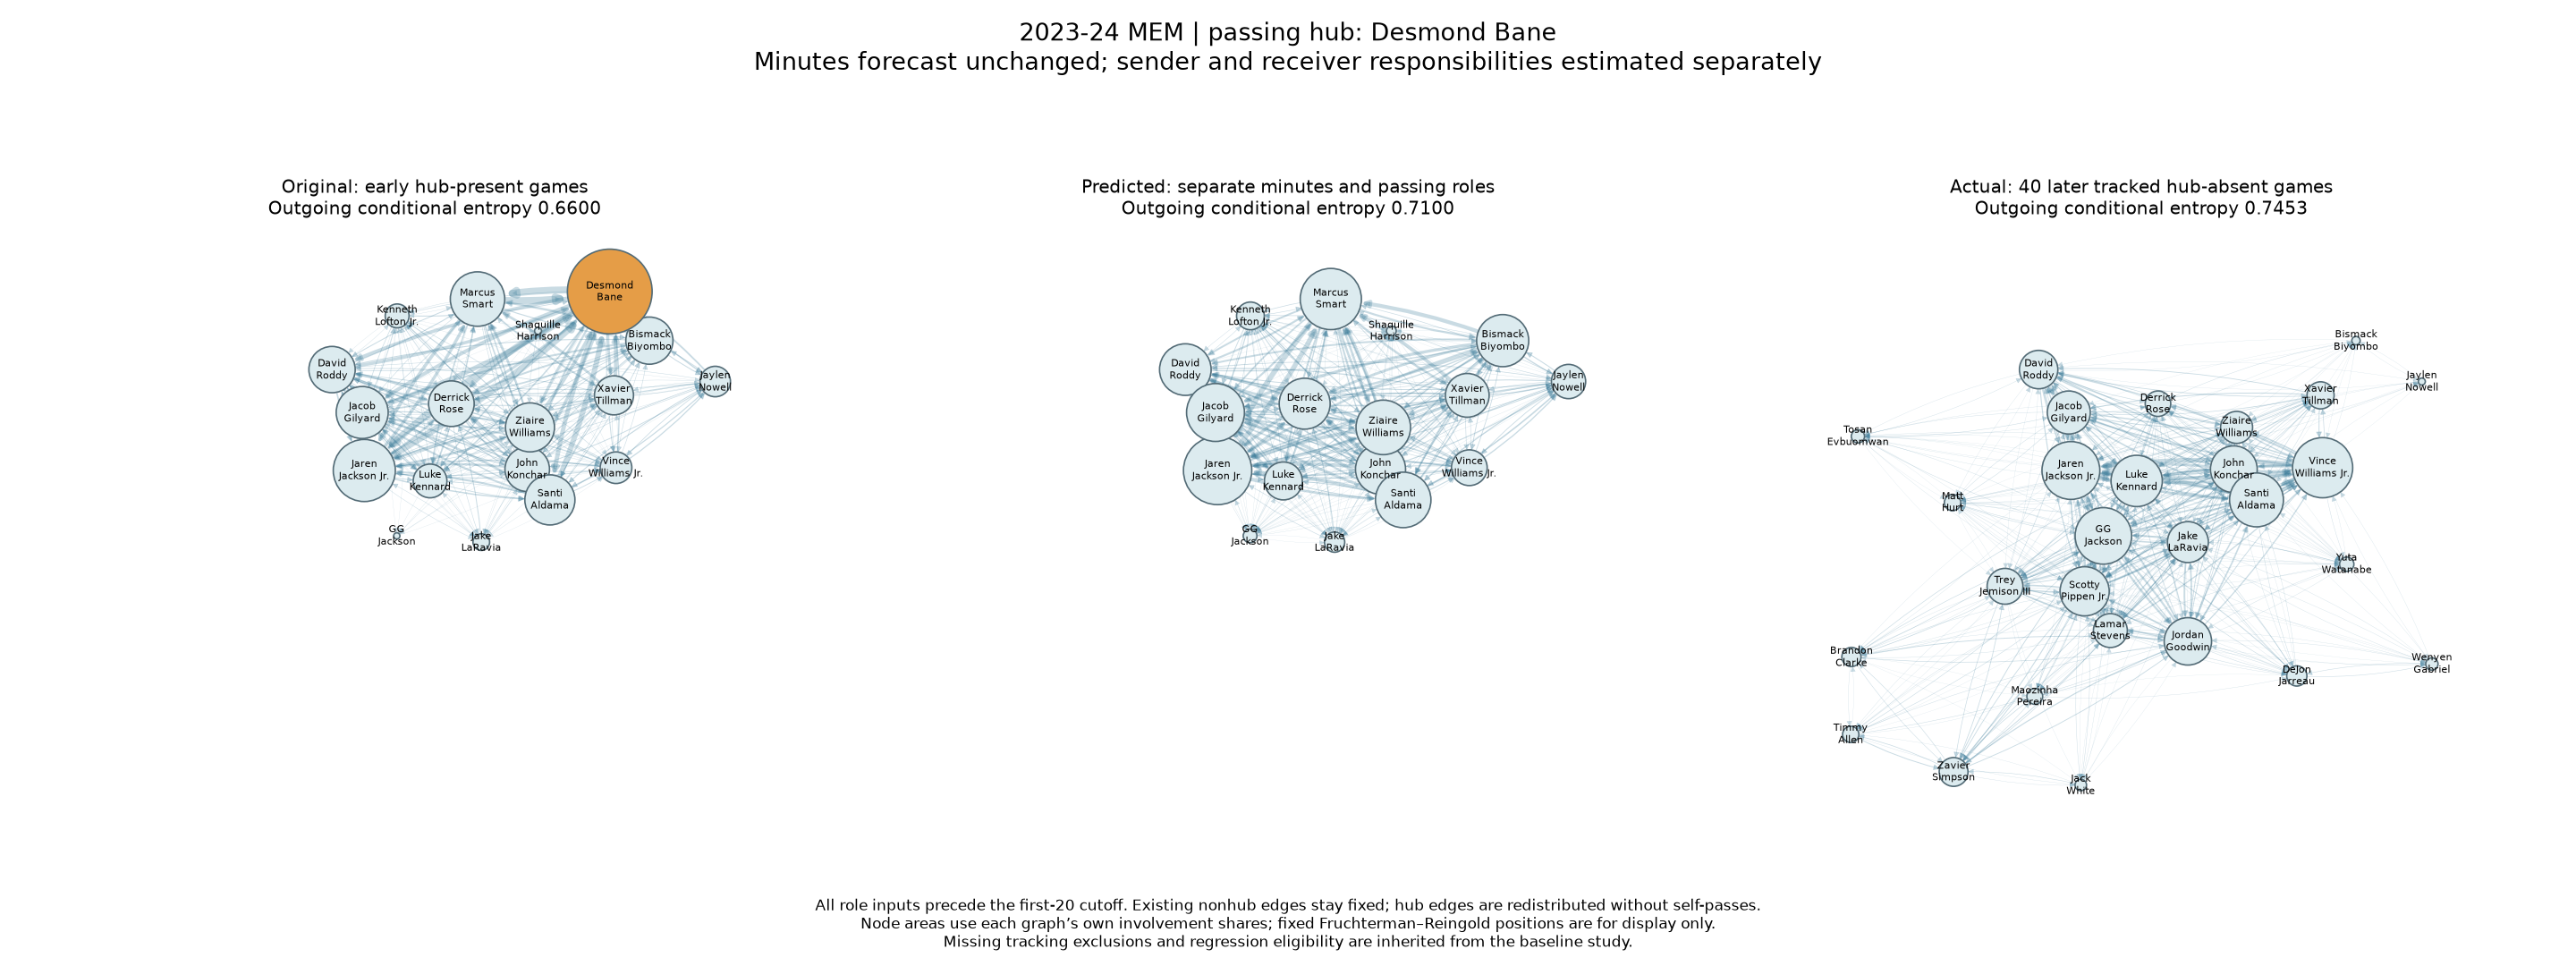 2023-24 MEM | passing hub: Desmond Bane
Minutes forecast unchanged; sender and receiver responsibilities estimated separately
Original: early hub-present games
Outgoing conditional entropy 0.6600
Desmond
Bane
Marcus
Smart
Kenneth
Lofton Jr.
Shaquille
Harrison
Bismack
Biyombo
David
Roddy
Jaylen
Nowell
Xavier
Tillman
Derrick
Rose
Jacob
Gilyard
Ziaire
Williams
Jaren
Jackson Jr.
Luke
Kennard
John
Konchar
Vince
Williams Jr.
Santi
Aldama
GG
Jackson
Jake
LaRavia
Predicted: separate minutes and passing roles
Outgoing conditional entropy 0.7100
Marcus
Smart
Kenneth
Lofton Jr.
Shaquille
Harrison
Bismack
Biyombo
David
Roddy
Jaylen
Nowell
Xavier
Tillman
Derrick
Rose
Jacob
Gilyard
Ziaire
Williams
Jaren
Jackson Jr.
Luke
Kennard
John
Konchar
Vince
Williams Jr.
Santi
Aldama
GG
Jackson
Jake
LaRavia
Actual: 40 later tracked hub-absent games
Outgoing conditional entropy 0.7453
Bismack
Biyombo
David
Roddy
Jaylen
Nowell
Xavier
Tillman
Derrick
Rose
Jacob
Gilyard
Ziaire
Williams
Tosan
Evbuomwan
Jaren
Jackson Jr.
Luke
Kennard
John
Konchar
Vince
Williams Jr.
Santi
Aldama
Matt
Hurt
GG
Jackson
Jake
LaRavia
Yuta
Watanabe
Trey
Jemison III
Scotty
Pippen Jr.
Lamar
Stevens
Jordan
Goodwin
Brandon
Clarke
Wenyen
Gabriel
DeJon
Jarreau
Maozinha
Pereira
Timmy
Allen
Zavier
Simpson
Jack
White
All role inputs precede the first-20 cutoff. Existing nonhub edges stay fixed; hub edges are redistributed without self-passes.
Node areas use each graph’s own involvement shares; fixed Fruchterman–Reingold positions are for display only.
Missing tracking exclusions and regression eligibility are inherited from the baseline study.